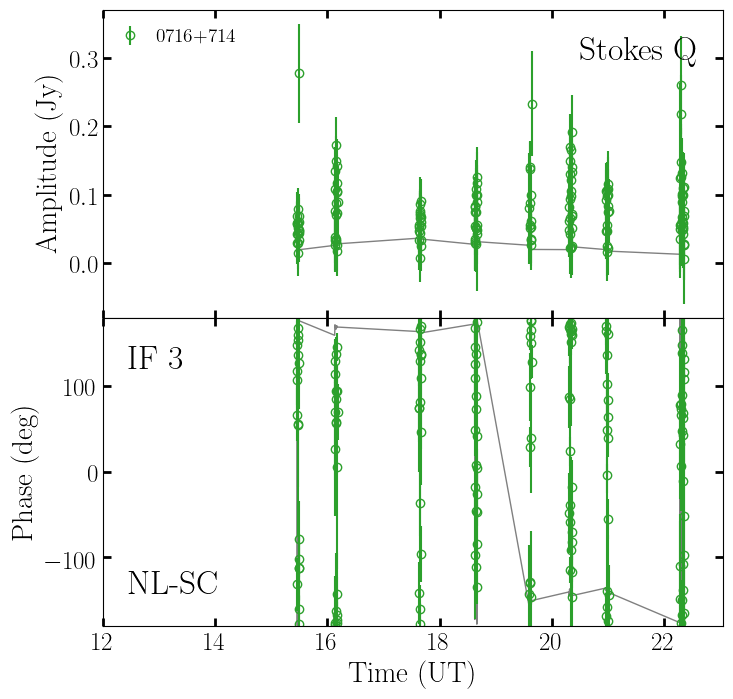 0716+714
Stokes Q
0.3
0.2
0.1
0.0
Amplitude (Jy)
IF 3
100
0
−100
Phase (deg)
NL-SC
12 14 16 18 20 22
Time (UT)